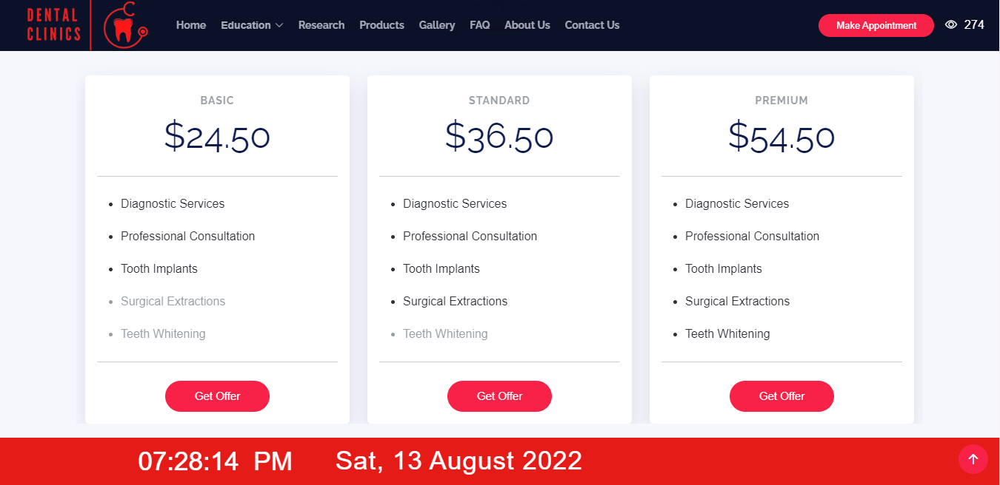 DENTAL
CLINICS
Home Education Research Products Gallery FAQ About Us Contact Us
Make Appointment
274
BASIC
$24.50
Diagnostic Services
Professional Consultation
Tooth Implants
Surgical Extractions
Teeth Whitening
Get Offer
STANDARD
$36.50
Diagnostic Services
Professional Consultation
Tooth Implants
Surgical Extractions
Teeth Whitening
Get Offer
PREMIUM
$54.50
Diagnostic Services
Professional Consultation
Tooth Implants
Surgical Extractions
Teeth Whitening
Get Offer
07:28:14 PM Sat, 13 August 2022